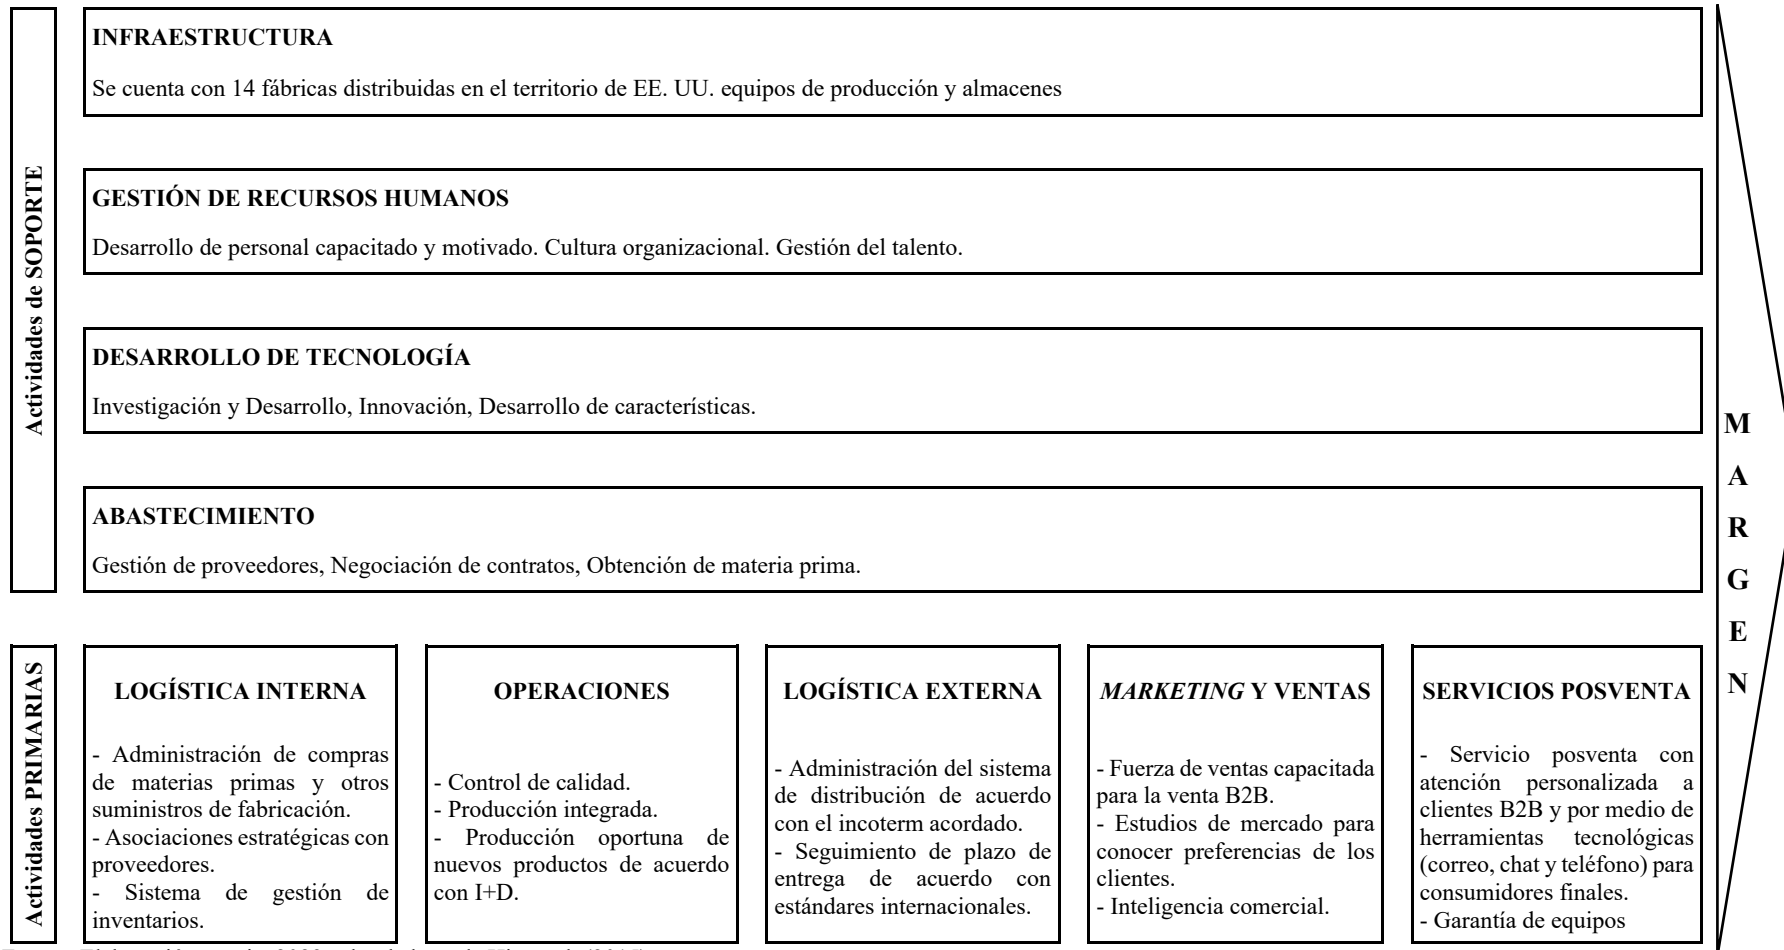 Actividades de SOPORTE
INFRAESTRUCTURA
Se cuenta con 14 fábricas distribuidas en el territorio de EE. UU. equipos de producción y almacenes
GESTIÓN DE RECURSOS HUMANOS
Desarrollo de personal capacitado y motivado. Cultura organizacional. Gestión del talento.
DESARROLLO DE TECNOLOGÍA
Investigación y Desarrollo, Innovación, Desarrollo de características.
ABASTECIMIENTO
Gestión de proveedores, Negociación de contratos, Obtención de materia prima.
Actividades PRIMARIAS
LOGÍSTICA INTERNA
- Administración de compras
de materias primas y otros
suministros de fabricación.
- Asociaciones estratégicas con
proveedores.
- Sistema de gestión de
inventarios.
OPERACIONES
- Control de calidad.
- Producción integrada.
- Producción oportuna de
nuevos productos de acuerdo
con I+D.
LOGÍSTICA EXTERNA
- Administración del sistema
de distribución de acuerdo
con el incoterm acordado.
- Seguimiento de plazo de
entrega de acuerdo con
estándares internacionales.
MARKETING Y VENTAS
- Fuerza de ventas capacitada
para la venta B2B.
- Estudios de mercado para
conocer preferencias de los
clientes.
- Inteligencia comercial.
SERVICIOS POSVENTA
- Servicio posventa con
atención personalizada a
clientes B2B y por medio de
herramientas tecnológicas
(correo, chat y teléfono) para
consumidores finales.
- Garantía de equipos
M
A
R
G
E
N